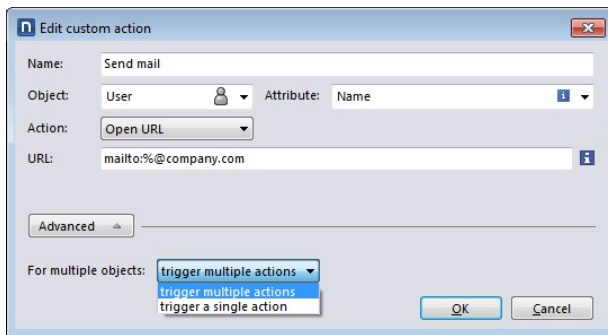 n Edit custom action
Name: Send mail
Object: User Attribute: Name i
Action: Open URL
URL: mailto:%@company.com i
Advanced
For multiple objects: trigger multiple actions
trigger multiple actions
trigger a single action
OK Cancel